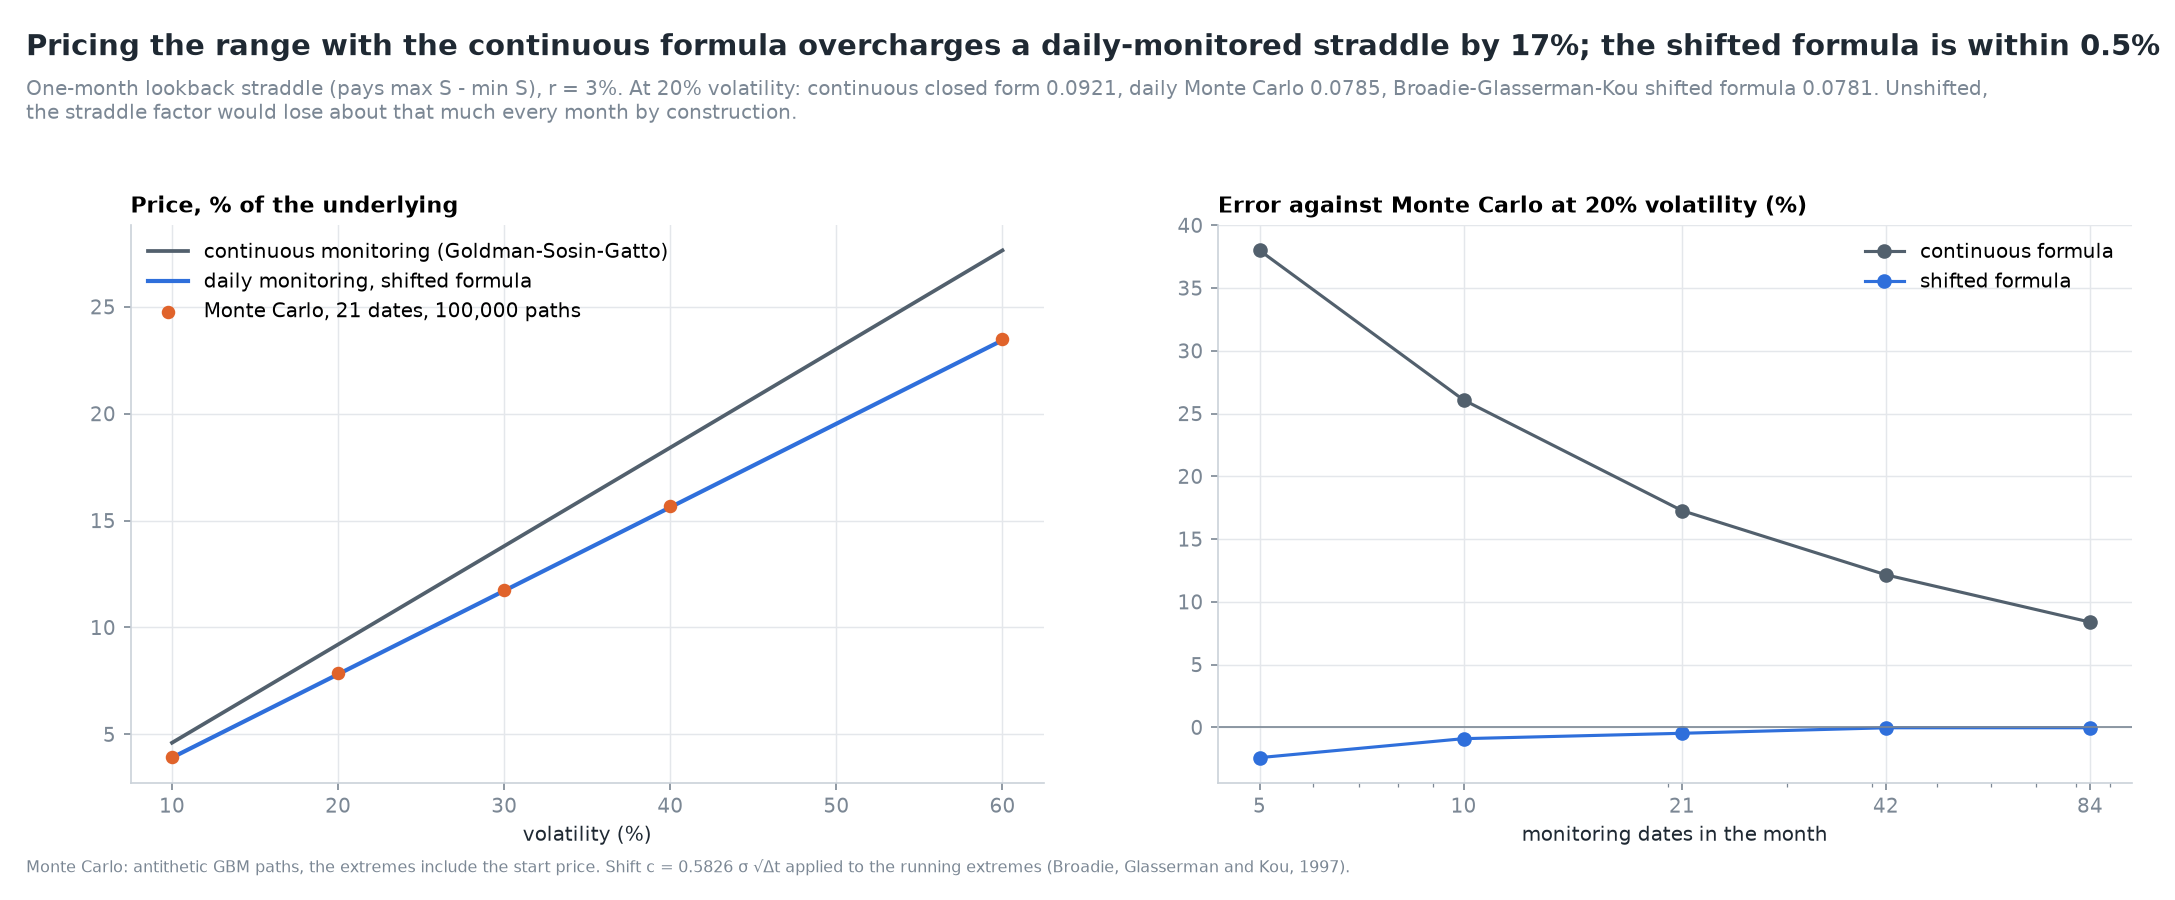 Pricing the range with the continuous formula overcharges a daily-monitored straddle by 17%; the shifted formula is within 0.5%
One-month lookback straddle (pays max S - min S), r = 3%. At 20% volatility: continuous closed form 0.0921, daily Monte Carlo 0.0785, Broadie-Glasserman-Kou shifted formula 0.0781. Unshifted,
the straddle factor would lose about that much every month by construction.
Price, % of the underlying
continuous monitoring (Goldman-Sosin-Gatto)
daily monitoring, shifted formula
Monte Carlo, 21 dates, 100,000 paths
25
20
15
10
5
10 20 30 40 50 60
volatility (%)
Error against Monte Carlo at 20% volatility (%)
continuous formula
shifted formula
40
35
30
25
20
15
10
5
0
5 10 21 42 84
monitoring dates in the month
Monte Carlo: antithetic GBM paths, the extremes include the start price. Shift c = 0.5826 σ √Δt applied to the running extremes (Broadie, Glasserman and Kou, 1997).